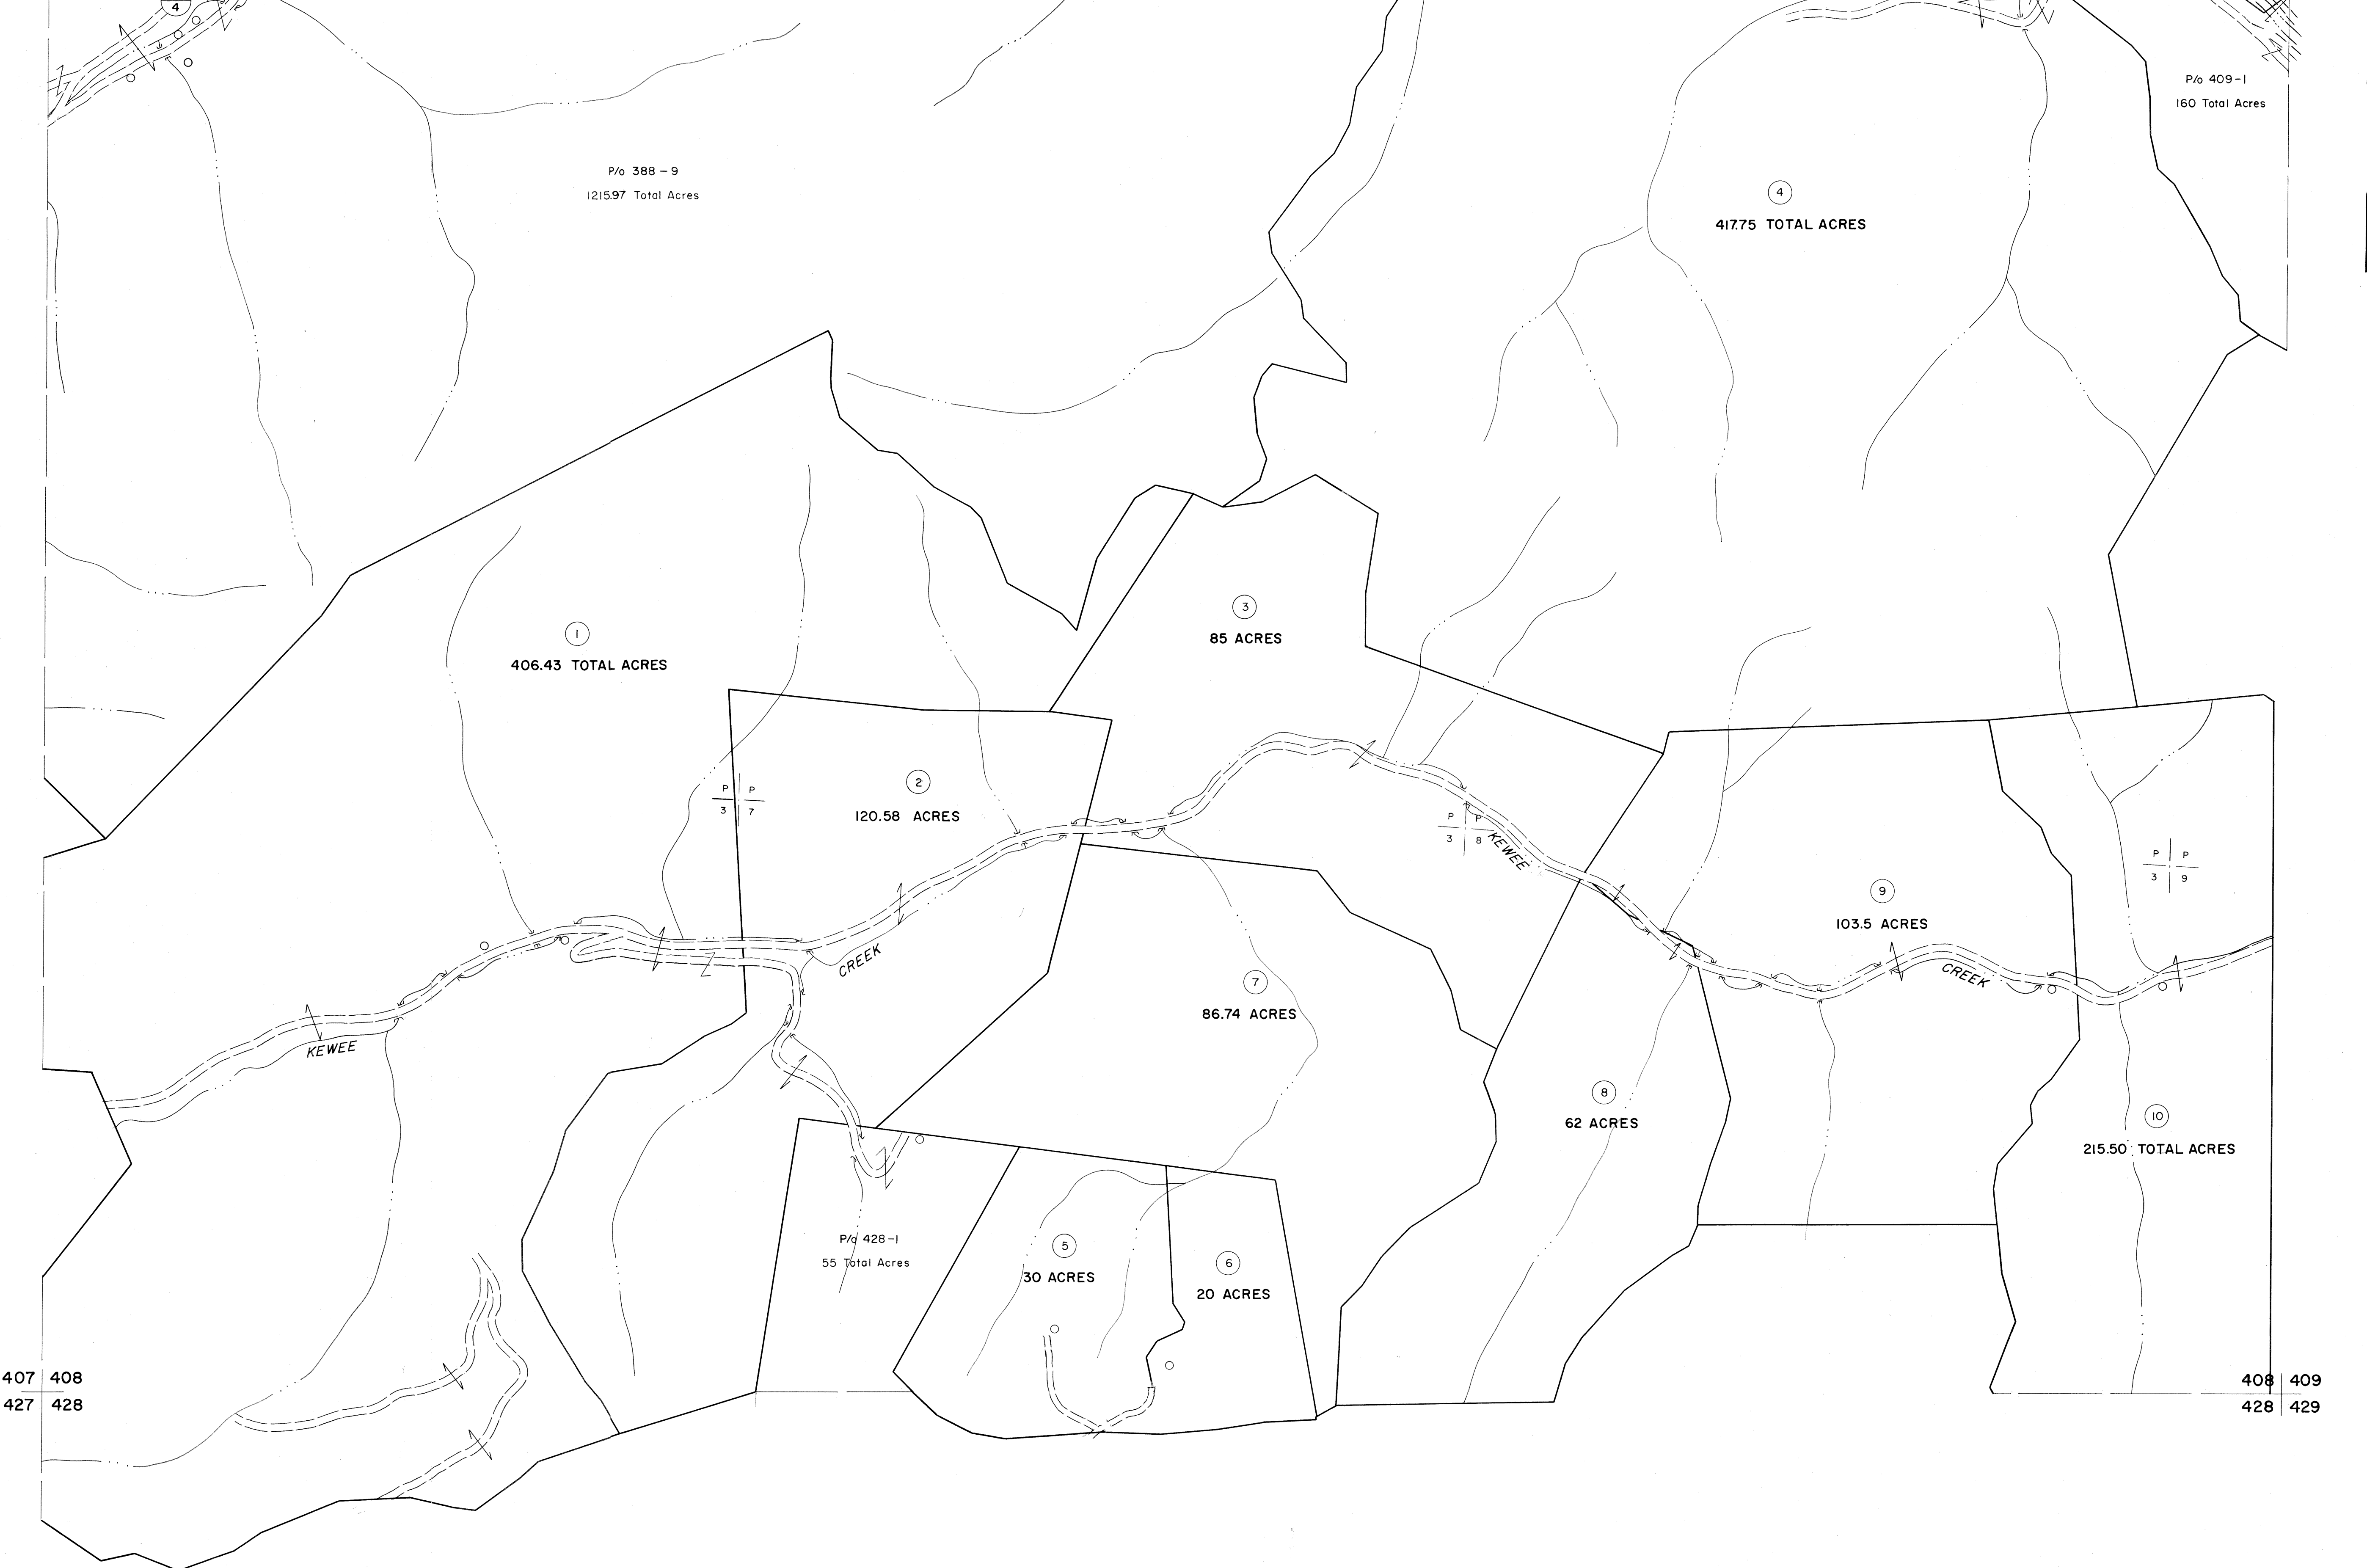 4
P/o 409-1
160 Total Acres
P/o 388-9
1215.97 Total Acres
4
417.75 TOTAL ACRES
3
85 ACRES
1
406.43 TOTAL ACRES
2
120.58 ACRES
P P
3 7
P P
3 8
KEWEE
P P
3 9
9
103.5 ACRES
CREEK
CREEK
7
86.74 ACRES
KEWEE
8
62 ACRES
10
215.50 TOTAL ACRES
P/o 428-1
55 Total Acres
5
30 ACRES
6
20 ACRES
407 408
427 428
408 409
428 429